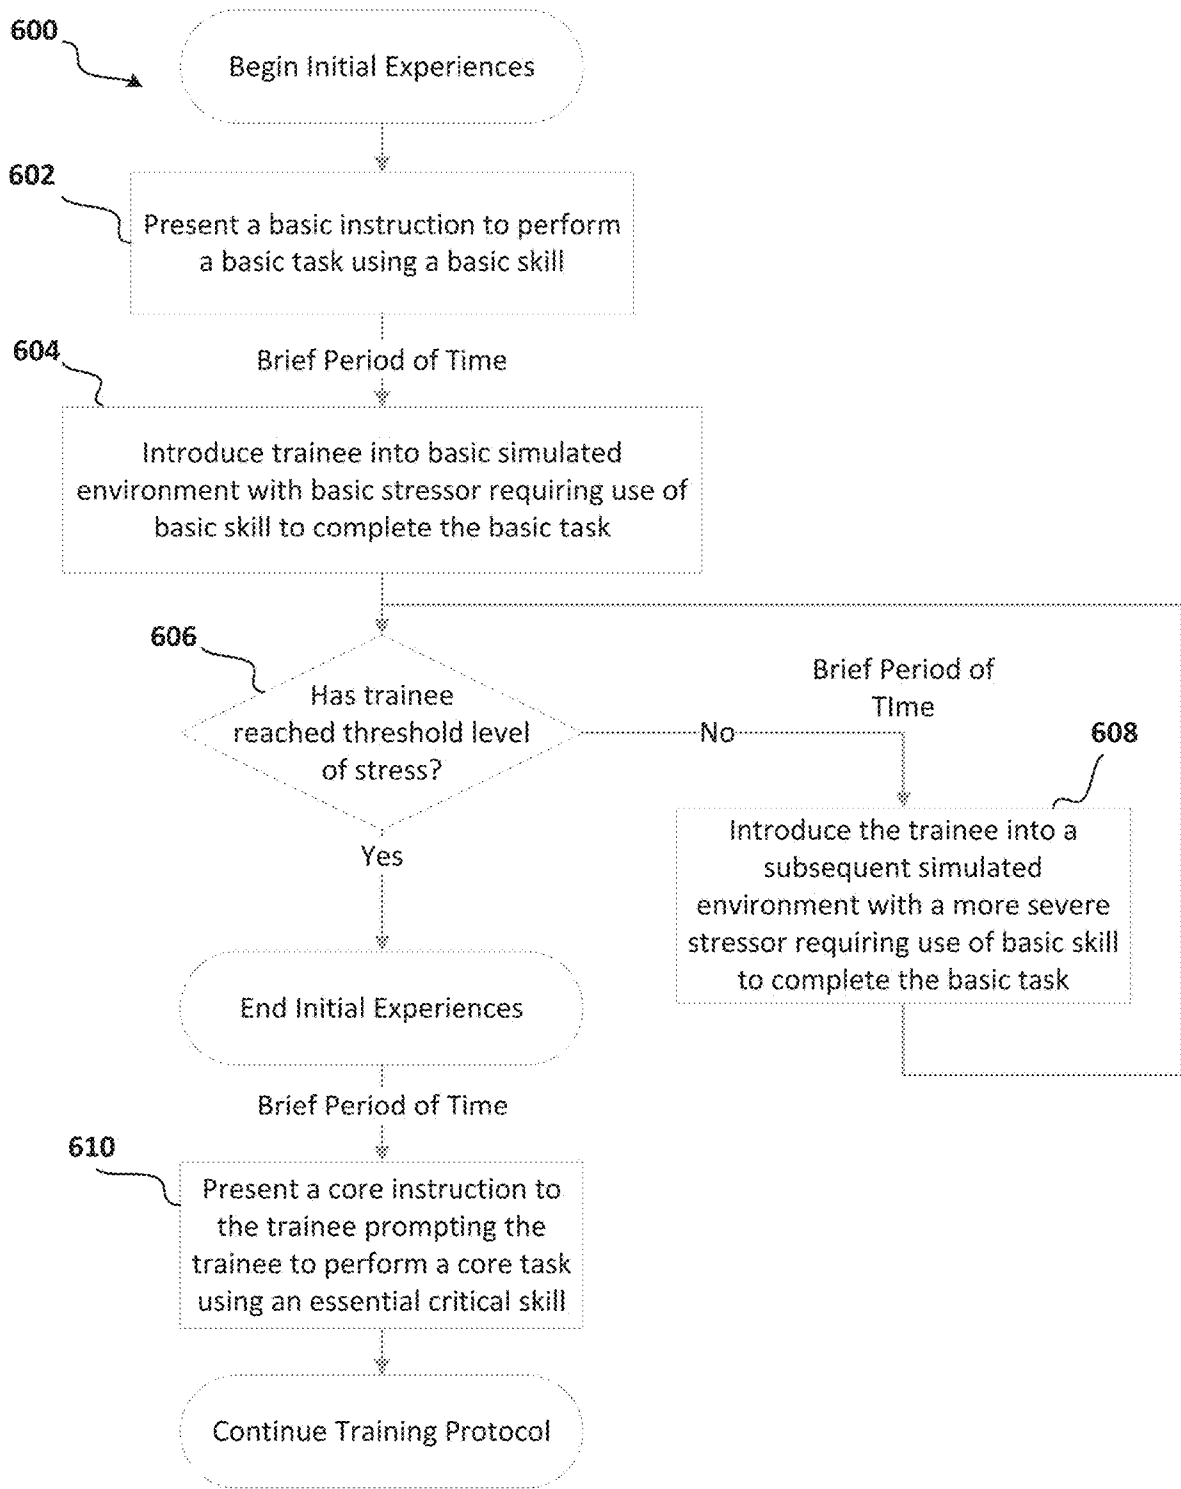 600
Begin Initial Experiences
602
Present a basic instruction to perform
a basic task using a basic skill
604
Brief Period of Time
Introduce trainee into basic simulated
environment with basic stressor requiring use of
basic skill to complete the basic task
606
Has trainee
reached threshold level
of stress?
No
Brief Period of
TIme
608
Introduce the trainee into a
subsequent simulated
environment with a more severe
stressor requiring use of basic skill
to complete the basic task
Yes
End Initial Experiences
Brief Period of Time
610
Present a core instruction to
the trainee prompting the
trainee to perform a core task
using an essential critical skill
Continue Training Protocol